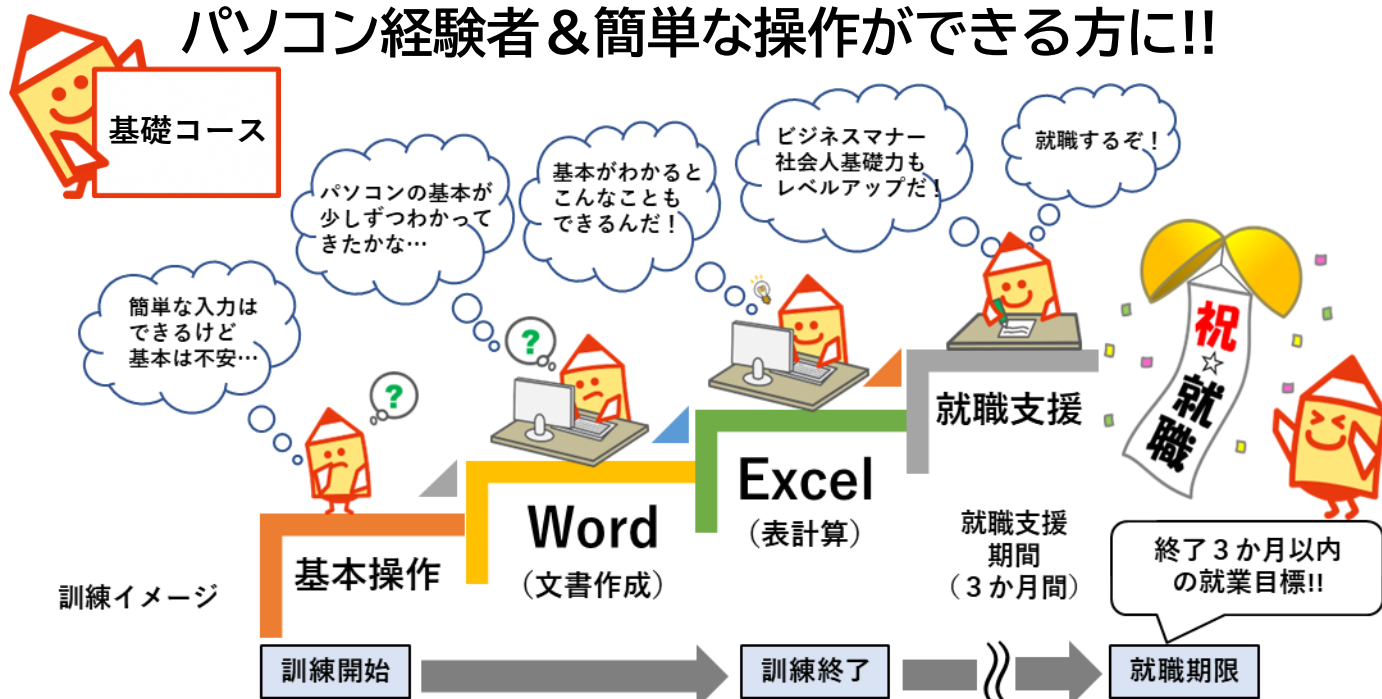 パソコン経験者&簡単な操作ができる方に!!
基礎コース
簡単な入力は
できるけど
基本は不安…
?
パソコンの基本が
少しずつわかって
きたかな…
?
基本がわかると
こんなことも
できるんだ!
ビジネスマナー
社会人基礎力も
レベルアップだ!
就職するぞ!
祝☆就職
訓練イメージ
基本操作
Word
(文書作成)
Excel
(表計算)
就職支援
就職支援
期間
(3か月間)
終了3か月以内
の就業目標!!
訓練開始
訓練終了
就職期限